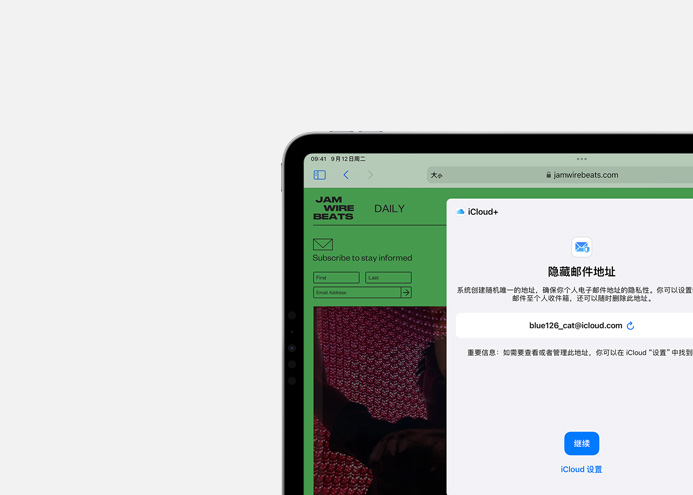 09:41 9月12日周二
大小
jamwirebeats.com
JAM
WIRE
BEATS
DAILY
Subscribe to stay informed
First
Last
Email Address
iCloud+
隐藏邮件地址
系统创建随机唯一的地址，确保你个人电子邮件地址的隐私性。你可以设置
邮件至个人收件箱，还可以随时删除此地址。
blue126_cat@icloud.com
重要信息：如需要查看或者管理此地址，你可以在 iCloud“设置”中找到
继续
iCloud 设置